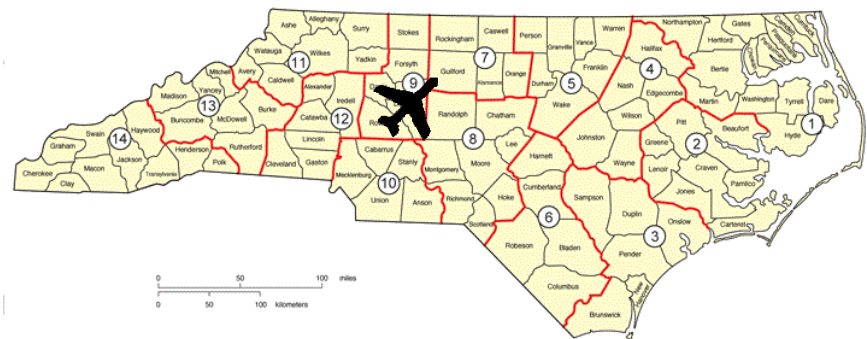 Ashe
Alleghany
Surry
Stokes
Rockingham
Caswell
Person
Granville
Vance
Warren
Northampton
Gates
Camden
Currituck
Pasquotank
Perquimans
Chowan
Hertford
Halifax
Bertie
Watauga
Wilkes
Yadkin
Forsyth
Guilford
Alamance
Orange
Durham
Franklin
Nash
Edgecombe
Martin
Washington
Tyrrell
Dare
11
7
9
5
4
1
Mitchell
Avery
Caldwell
Alexander
Iredell
Madison
Yancey
Burke
Catawba
Randolph
Chatham
Wake
Wilson
Pitt
Beaufort
Hyde
13
12
Buncombe
McDowell
Haywood
Swain
Graham
14
Lincoln
Johnston
Greene
2
Craven
Pamlico
Rutherford
Henderson
Polk
Cleveland
Gaston
Mecklenburg
Cabarrus
Stanly
Montgomery
8
Moore
Lee
Harnett
Wayne
Lenoir
Jones
Cherokee
Clay
Macon
Jackson
Transylvania
10
Union
Anson
Richmond
Hoke
Scotland
Cumberland
Sampson
Duplin
Onslow
Carteret
6
3
Robeson
Bladen
Pender
Columbus
New Hanover
Brunswick
0 50 100 miles
0 50 100 kilometers